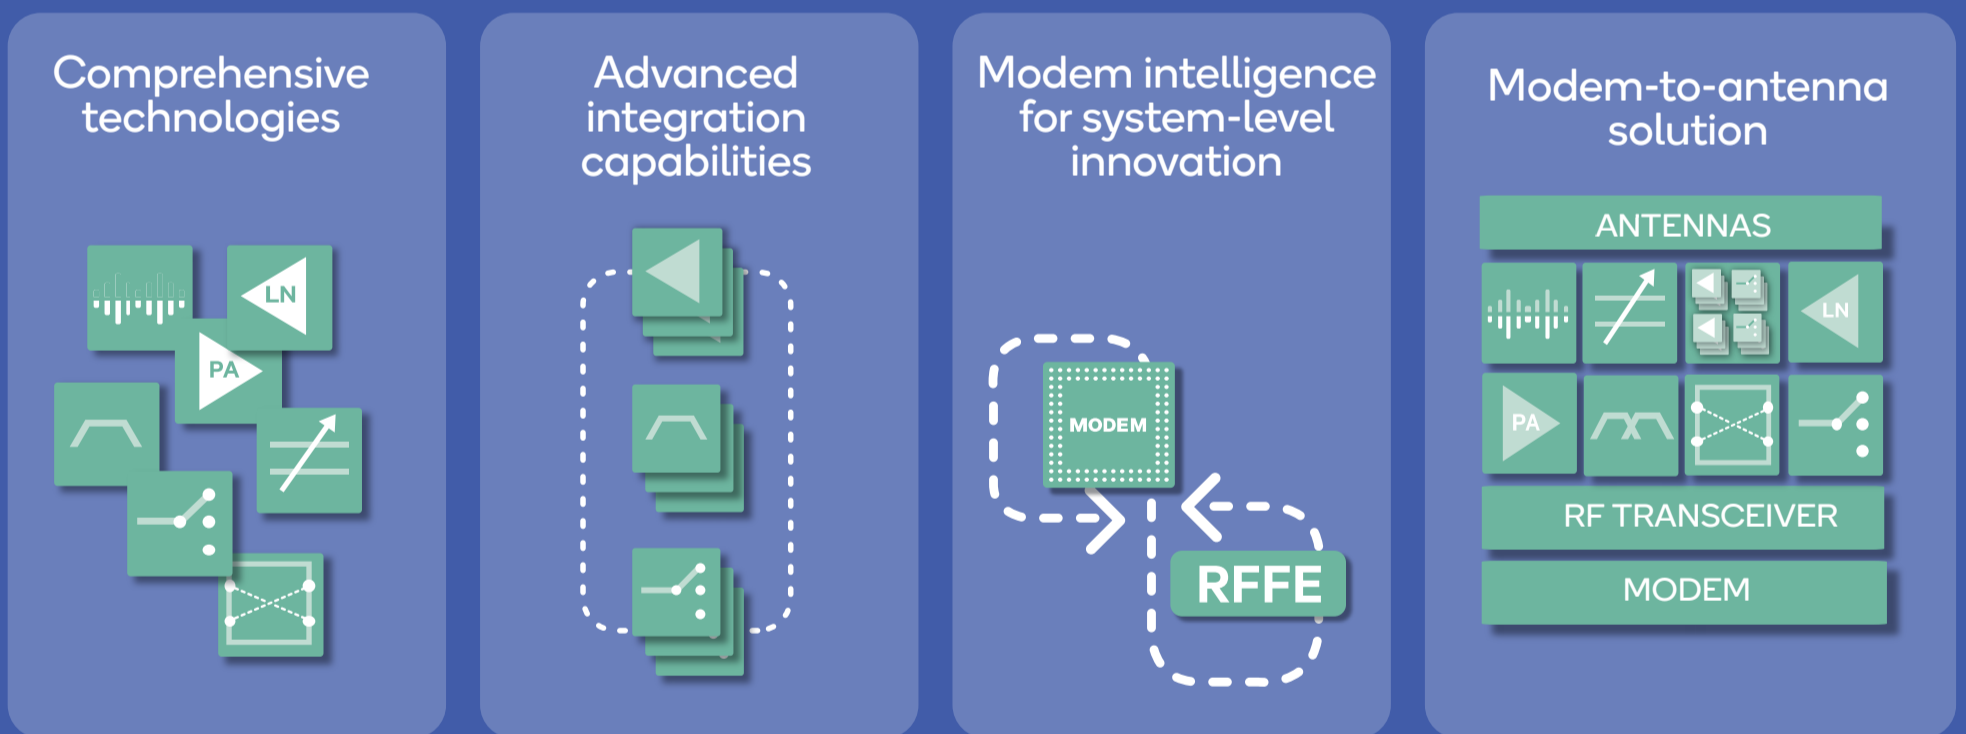 Comprehensive
technologies
LN
PA
Advanced
integration
capabilities
Modem intelligence
for system-level
innovation
MODEM
RFFE
Modem-to-antenna
solution
ANTENNAS
LN
PA
RF TRANSCEIVER
MODEM